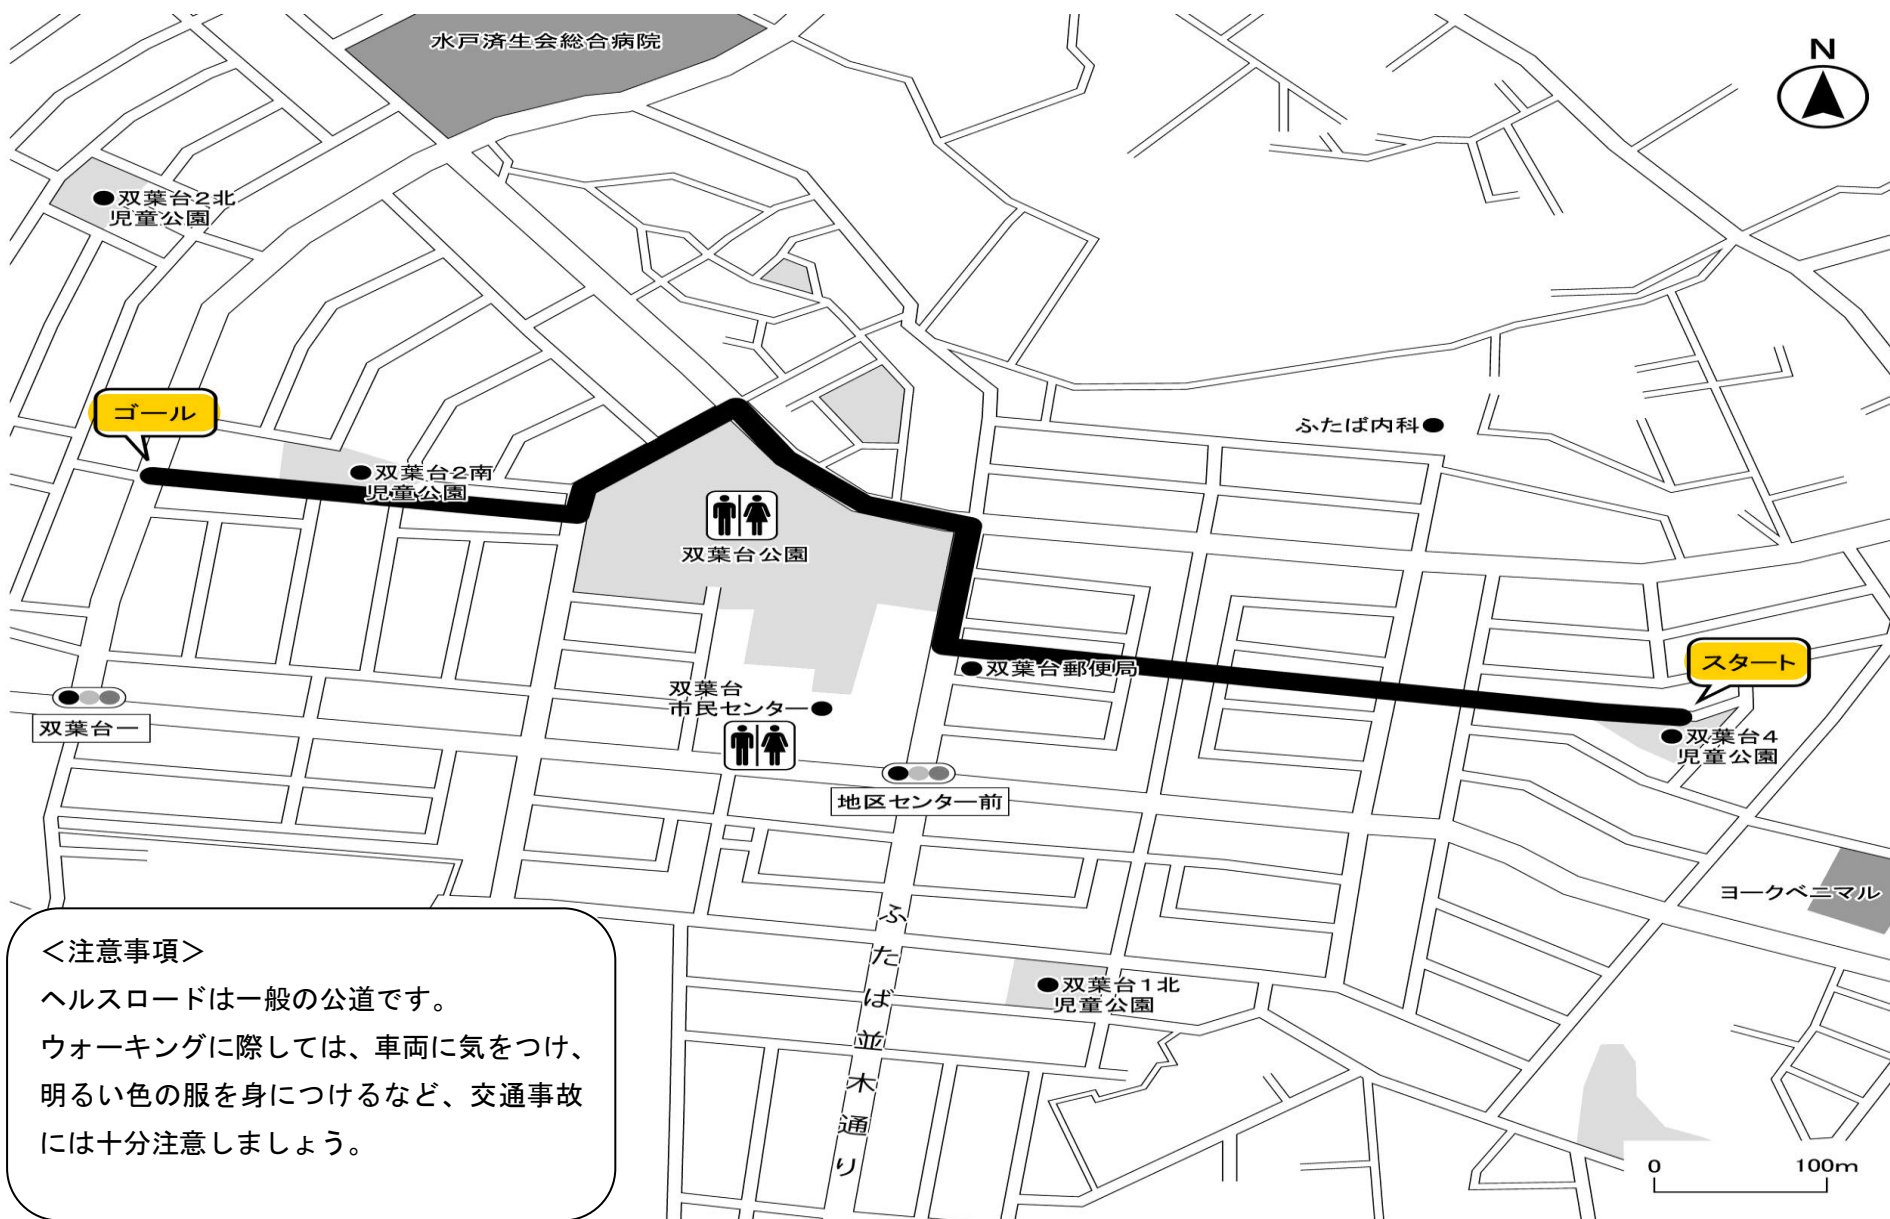 水戸済生会総合病院
N
双葉台2北
児童公園
ゴール
ふたば内科
双葉台2南
児童公園
双葉台公園
スタート
双葉台郵便局
双葉台
市民センター
双葉台一
双葉台4
児童公園
地区センター前
ヨークベニマル
ふたば並木通り
双葉台1北
児童公園
＜注意事項＞
ヘルスロードは一般の公道です。
ウォーキングに際しては、車両に気をつけ、
明るい色の服を身につけるなど、交通事故
には十分注意しましょう。
0 100m